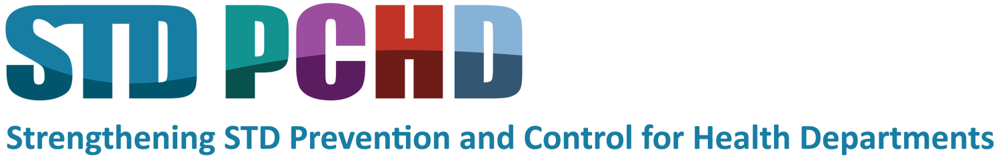 STD PCHD
Strengthening STD Prevention and Control for Health Departments